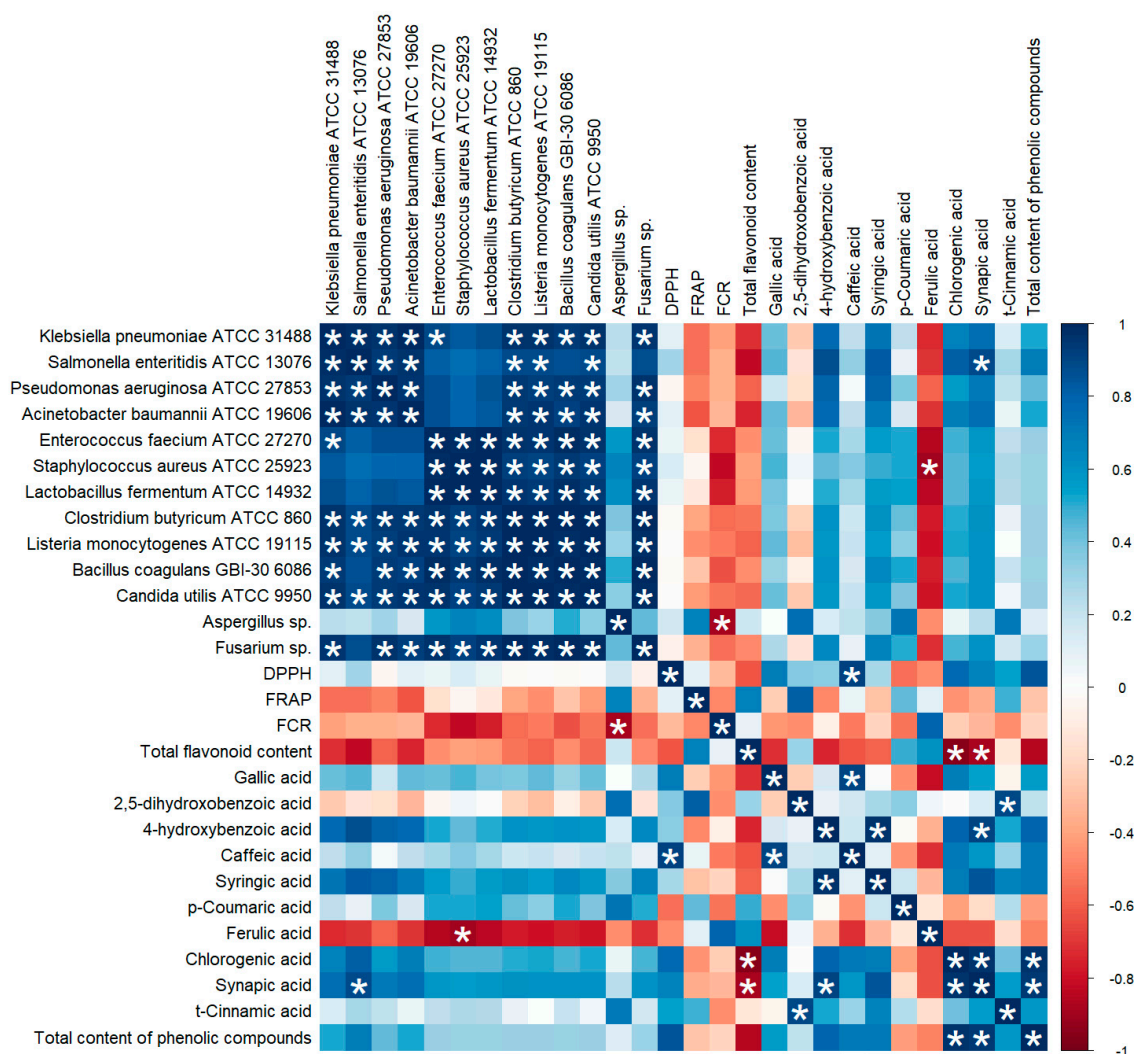 Klebsiella pneumoniae ATCC 31488
Salmonella enteritidis ATCC 13076
Pseudomonas aeruginosa ATCC 27853
Acinetobacter baumannii ATCC 19606
Enterococcus faecium ATCC 27270
Staphylococcus aureus ATCC 25923
Lactobacillus fermentum ATCC 14932
Clostridium butyricum ATCC 860
Listeria monocytogenes ATCC 19115
Bacillus coagulans GBI-30 6086
Candida utilis ATCC 9950
Aspergillus sp.
Fusarium sp.
DPPH
FRAP
FCR
Total flavonoid content
Gallic acid
2,5-dihydroxobenzoic acid
4-hydroxybenzoic acid
Caffeic acid
Syringic acid
p-Coumaric acid
Ferulic acid
Chlorogenic acid
Synapic acid
t-Cinnamic acid
Total content of phenolic compounds
Klebsiella pneumoniae ATCC 31488
Salmonella enteritidis ATCC 13076
Pseudomonas aeruginosa ATCC 27853
Acinetobacter baumannii ATCC 19606
Enterococcus faecium ATCC 27270
Staphylococcus aureus ATCC 25923
Lactobacillus fermentum ATCC 14932
Clostridium butyricum ATCC 860
Listeria monocytogenes ATCC 19115
Bacillus coagulans GBI-30 6086
Candida utilis ATCC 9950
Aspergillus sp.
Fusarium sp.
DPPH
FRAP
FCR
Total flavonoid content
Gallic acid
2,5-dihydroxobenzoic acid
4-hydroxybenzoic acid
Caffeic acid
Syringic acid
p-Coumaric acid
Ferulic acid
Chlorogenic acid
Synapic acid
t-Cinnamic acid
Total content of phenolic compounds
1
0.8
0.6
0.4
0.2
0
-0.2
-0.4
-0.6
-0.8
-1